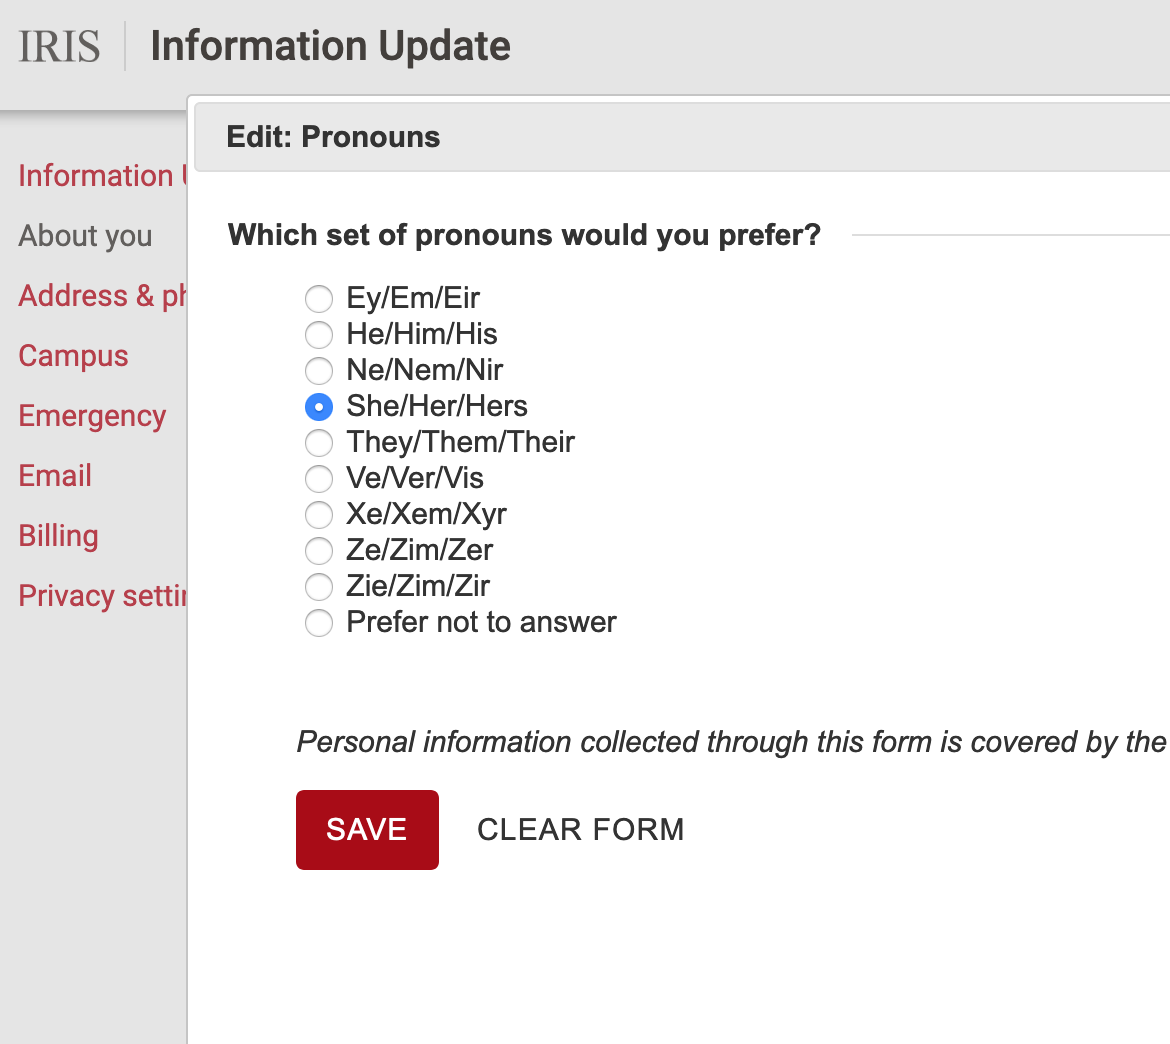 IRIS Information Update
Edit: Pronouns
Information
About you
Address & ph
Campus
Emergency
Email
Billing
Privacy settin
Which set of pronouns would you prefer?
Ey/Em/Eir
He/Him/His
Ne/Nem/Nir
She/Her/Hers
They/Them/Their
Ve/Ver/Vis
Xe/Xem/Xyr
Ze/Zim/Zer
Zie/Zim/Zir
Prefer not to answer
Personal information collected through this form is covered by the
SAVE CLEAR FORM